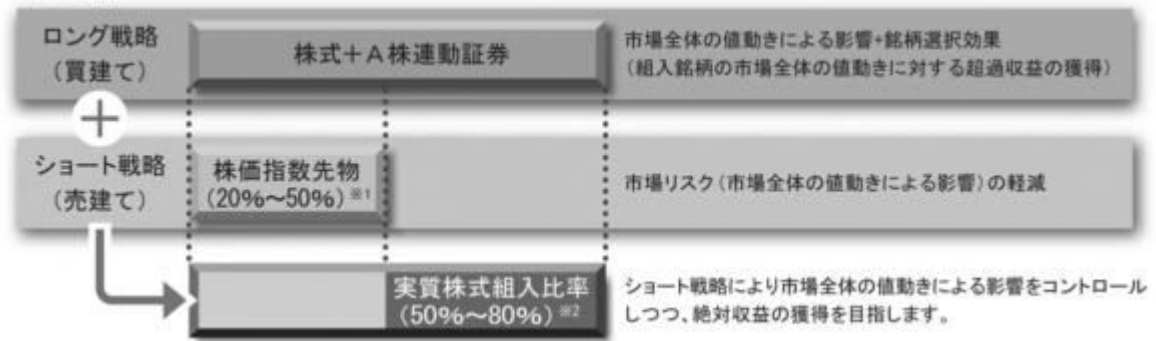 ロング戦略
（買建て）
株式＋A株連動証券
市場全体の値動きによる影響+銘柄選択効果
（組入銘柄の市場全体の値動きに対する超過収益の獲得）
ショート戦略
（売建て）
株価指数先物
（20%～50%）※1
市場リスク（市場全体の値動きによる影響）の軽減
実質株式組入比率
（50%～80%）※2
ショート戦略により市場全体の値動きによる影響をコントロール
しつつ、絶対収益の獲得を目指します。